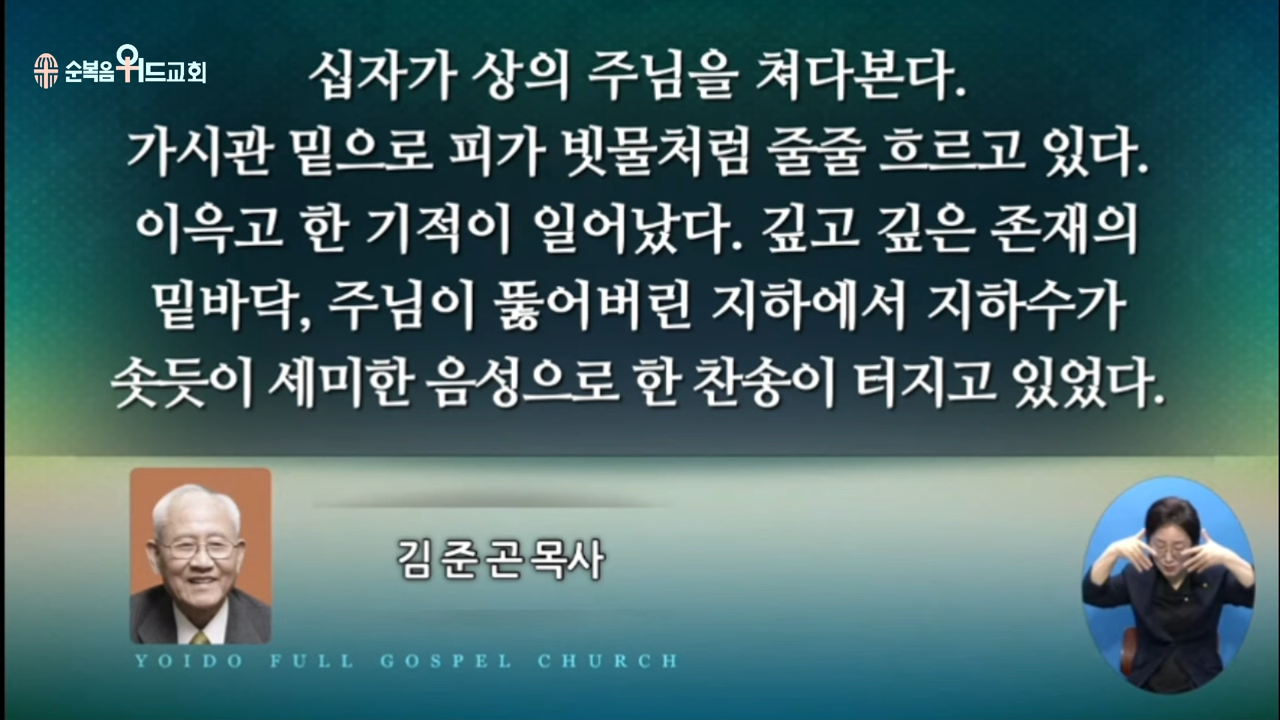 순복음위드교회
십자가 상의 주님을 쳐다본다.
가시관 밑으로 피가 빗물처럼 줄줄 흐르고 있다.
이윽고 한 기적이 일어났다. 깊고 깊은 존재의
밑바닥, 주님이 뚫어버린 지하에서 지하수가
솟듯이 세미한 음성으로 한 찬송이 터지고 있었다.
김준곤목사
YOIDO FULL GOSPEL CHURCH